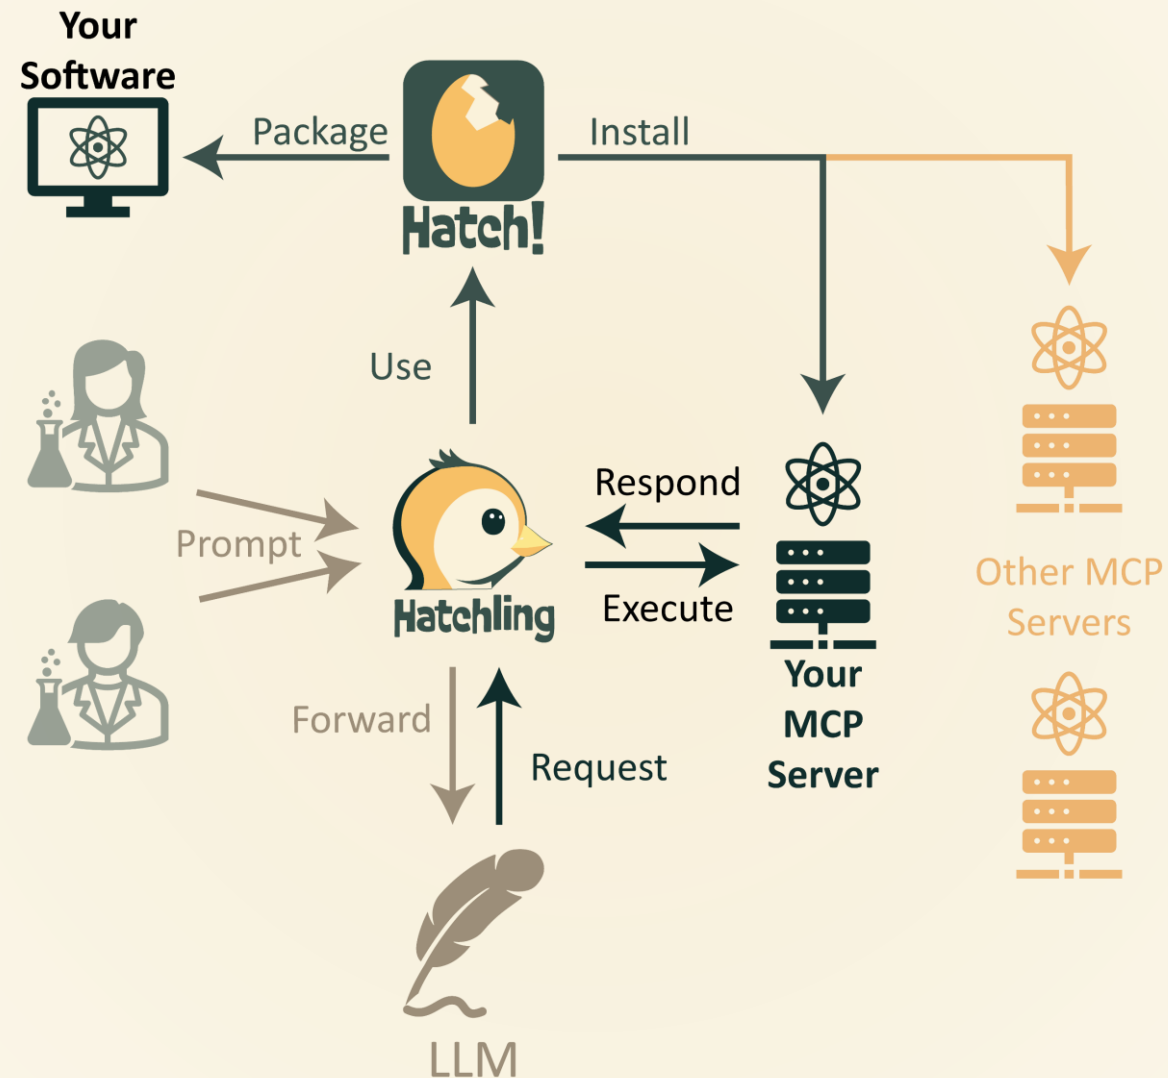 Your
Software
Package
Install
Hatch!
Use
Prompt
Respond
Execute
Hatchling
Other MCP
Servers
Your
MCP
Server
Forward
Request
LLM